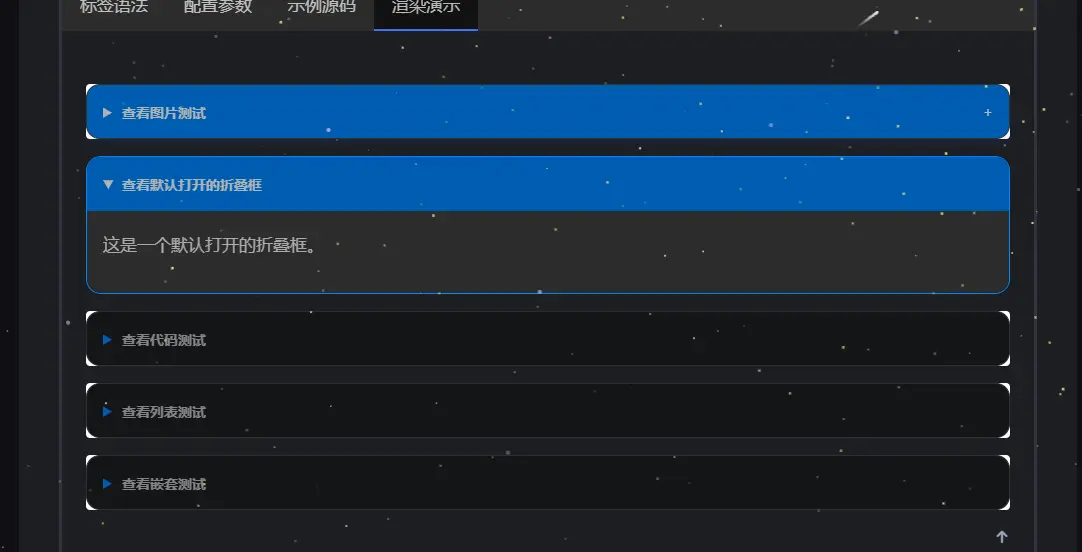 标签语法 配置参数 示例源码 渲染演示
查看图片测试 +
查看默认打开的折叠框
这是一个默认打开的折叠框。
查看代码测试
查看列表测试
查看嵌套测试